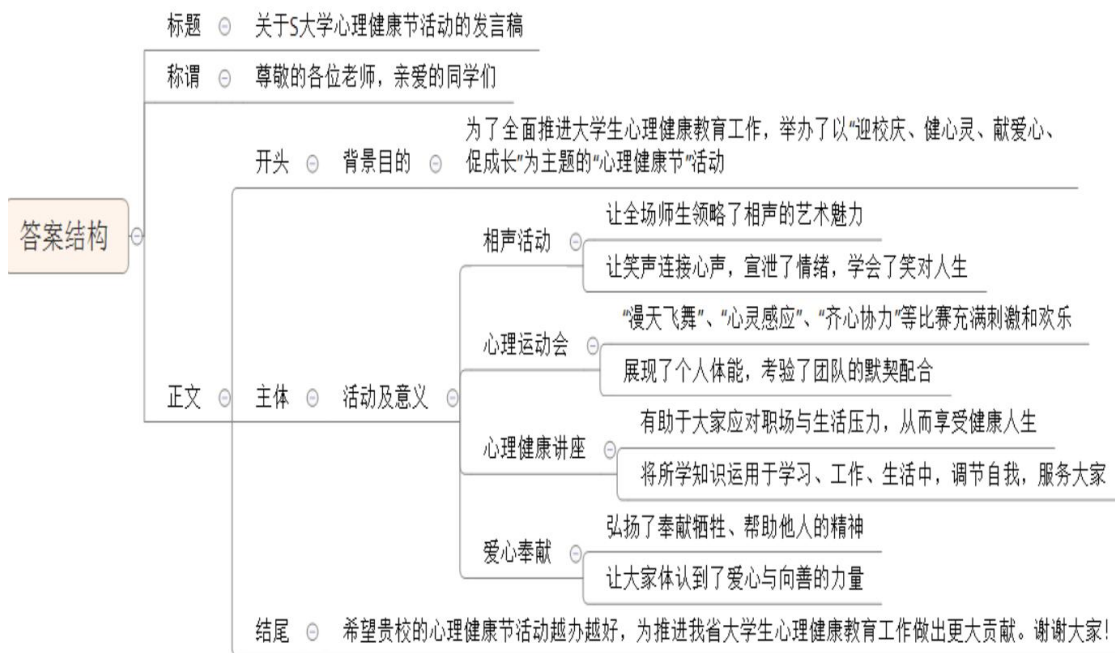 标题
关于S大学心理健康节活动的发言稿
称谓
尊敬的各位老师，亲爱的同学们
答案结构
正文
开头
背景目的
为了全面推进大学生心理健康教育工作，举办了以“迎校庆、健心灵、献爱心、
促成长”为主题的“心理健康节”活动
主体
活动及意义
相声活动
让全场师生领略了相声的艺术魅力
让笑声连接心声，宣泄了情绪，学会了笑对人生
心理运动会
“漫天飞舞”、“心灵感应”、“齐心协力”等比赛充满刺激和欢乐
展现了个人体能，考验了团队的默契配合
心理健康讲座
有助于大家应对职场与生活压力，从而享受健康人生
将所学知识运用于学习、工作、生活中，调节自我，服务大家
爱心奉献
弘扬了奉献牺牲、帮助他人的精神
让大家体认到了爱心与向善的力量
结尾
希望贵校的心理健康节活动越办越好，为推进我省大学生心理健康教育工作做出更大贡献。谢谢大家！